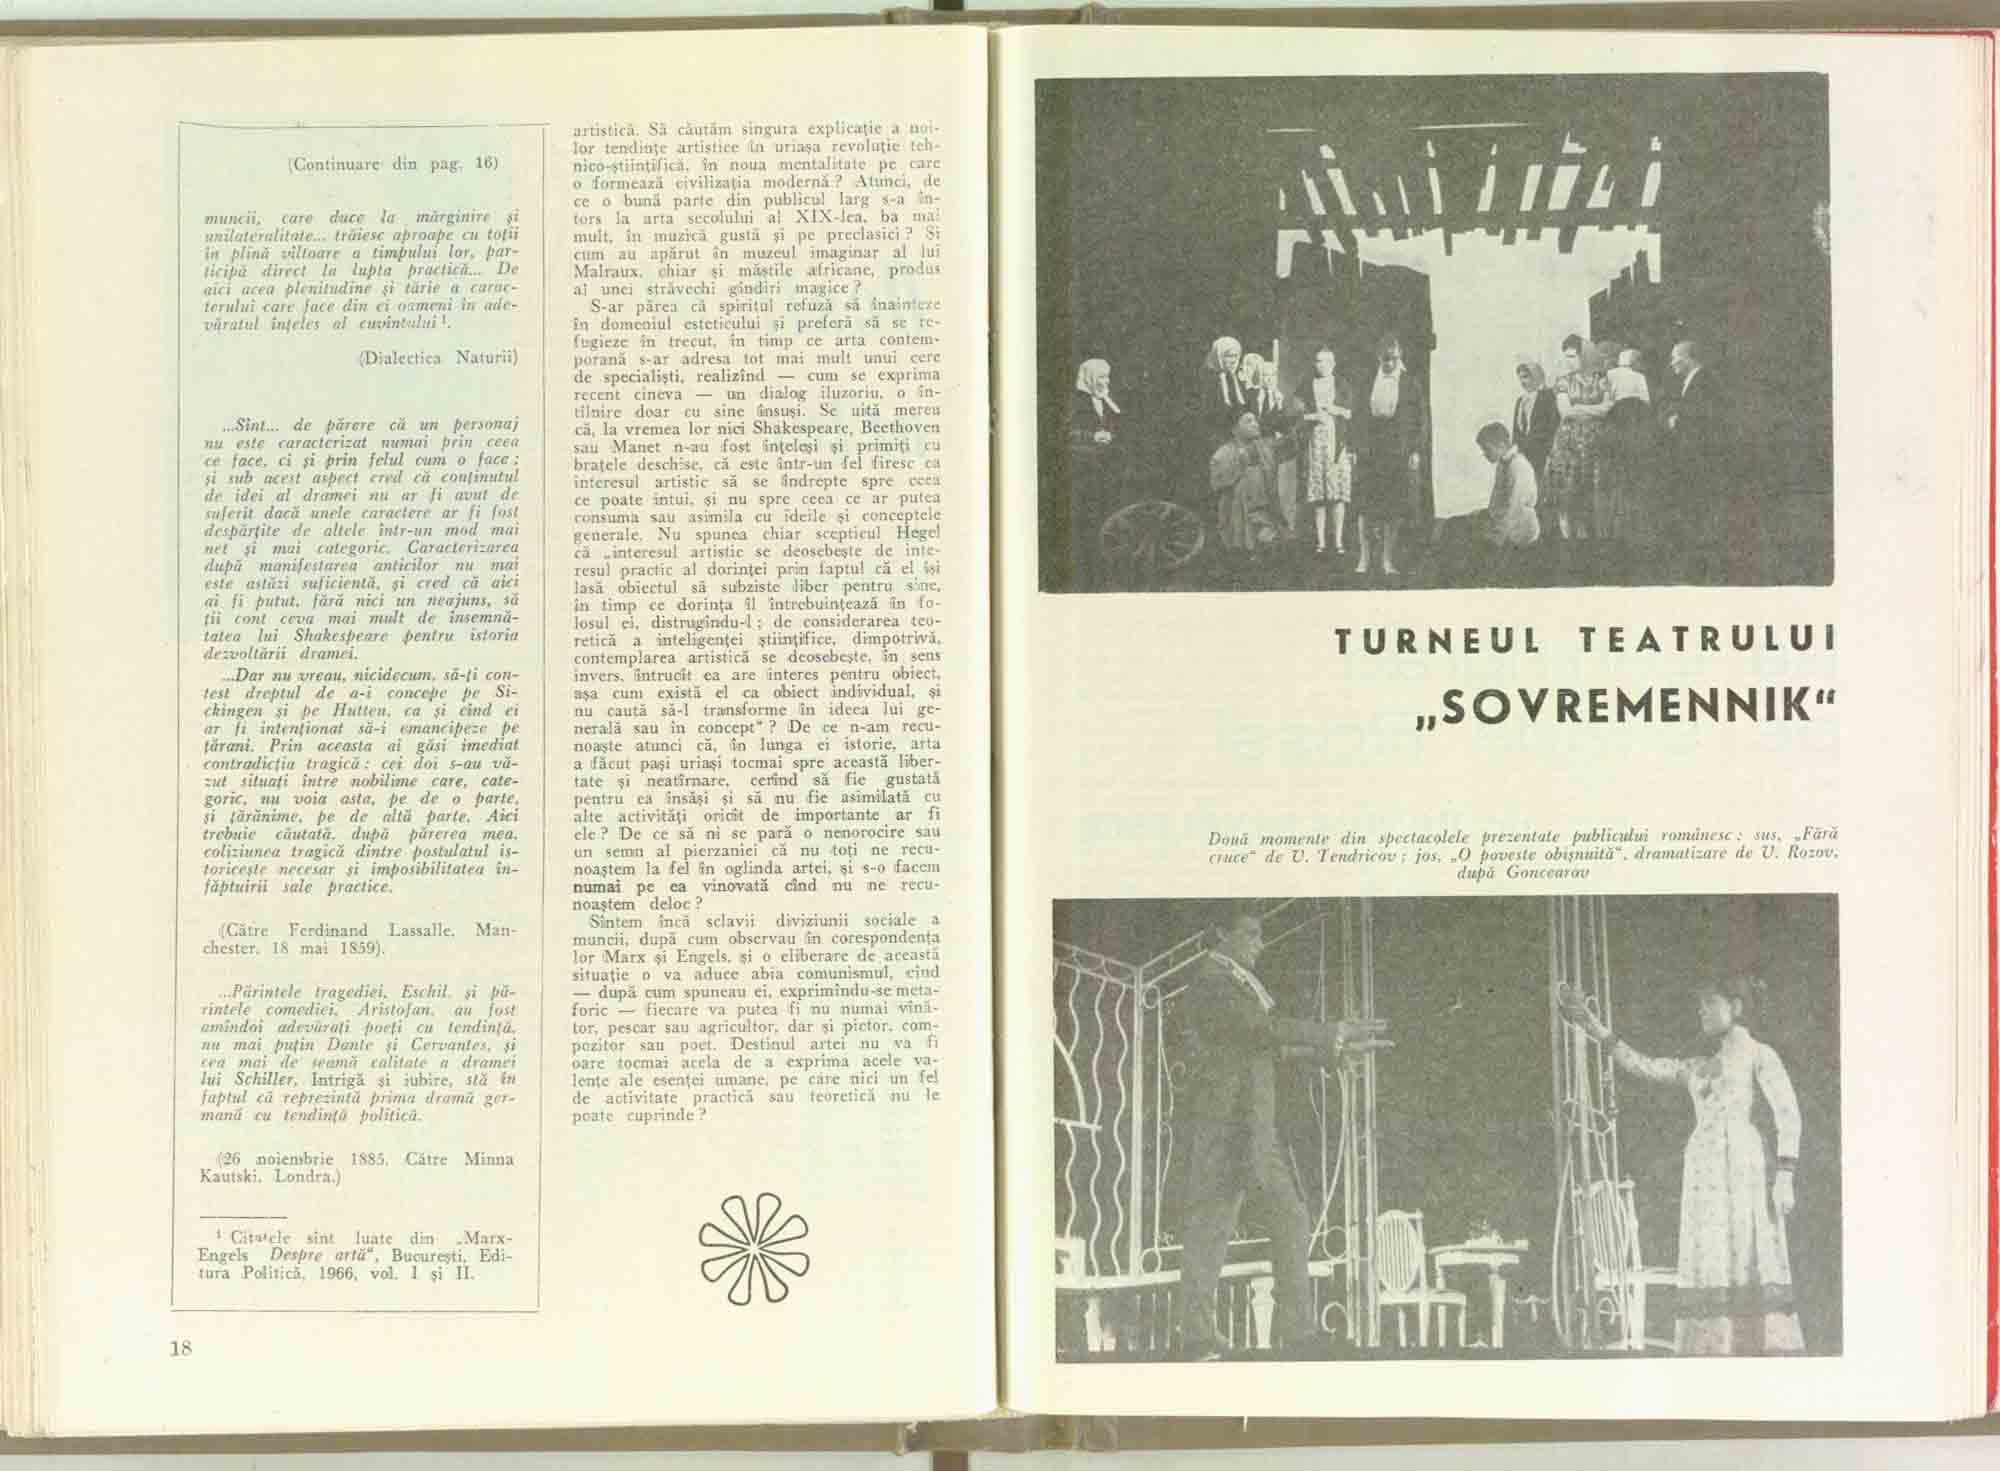 (Continuare din pag. 16)
muncii, care duce la mărginire și
unilateralitate... trăiesc aproape cu toții
în plină vîltoare a timpului lor, par-
ticipă direct la lupta practică... De
aici acea plenitudine și tărie a carac-
terului care face din ei oameni în ade-
văratul înțeles al cuvîntului¹.
(Dialectica Naturii)
...Sînt... de părere că un personaj
nu este caracterizat numai prin ceea
ce face, ci și prin felul cum o face;
și sub acest aspect cred că conținutul
de idei al dramei nu ar fi avut de
suferit dacă unele caractere ar fi fost
despărțite de altele într-un mod mai
net și mai categoric. Caracterizarea
după manifestarea anticilor nu mai
este astăzi suficientă, și cred că aici
ai fi putut, fără nici un neajuns, să
ții cont ceva mai mult de însemnă-
tatea lui Shakespeare pentru istoria
dezvoltării dramei.
...Dar nu vreau, nicidecum, să-ți con-
test dreptul de a-i concepe pe Si-
ckingen și pe Hutten, ca și cînd ei
ar fi intenționat să-i emancipeze pe
țărani. Prin aceasta ai găsi imediat
contradicția tragică: cei doi s-au vă-
zut situați între nobilime care, cate-
goric, nu voia asta, pe de o parte,
și țărănime, pe de altă parte. Aici
trebuie căutată, după părerea mea,
coliziunea tragică dintre postulatul is-
toricește necesar și imposibilitatea în-
făptuirii sale practice.
(Către Ferdinand Lassalle, Man-
chester, 18 mai 1859).
...Părintele tragediei, Eschil, și pă-
rintele comediei, Aristofan, au fost
amîndoi adevărați poeți cu tendință,
nu mai puțin Dante și Cervantes, și
cea mai de seamă calitate a dramei
lui Schiller, Intrigă și iubire, stă în
faptul că reprezintă prima dramă ger-
mană cu tendință politică.
(26 noiembrie 1885, Către Minna
Kautski, Londra.)
¹ Citatele sînt luate din „Marx-
Engels Despre artă“, București, Edi-
tura Politică, 1966, vol. I și II.
18
artistică. Să căutăm singura explicație a noi-
lor tendințe artistice în uriașa revoluție teh-
nico-științifică, în noua mentalitate pe care
o formează civilizația modernă? Atunci, de
ce o bună parte din publicul larg s-a în-
tors la arta secolului al XIX-lea, ba mai
mult, în muzică gustă și pe preclasici? Și
cum au apărut în muzeul imaginar al lui
Malraux, chiar și măștile africane, produs
al unei străvechi gîndiri magice?
S-ar părea că spiritul refuză să înainteze
în domeniul esteticului și preferă să se re-
fugieze în trecut, în timp ce arta contem-
porană s-ar adresa tot mai mult unui cerc
de specialiști, realizînd — cum se exprima
recent cineva — un dialog iluzoriu, o în-
tîlnire doar cu sine însuși. Se uită mereu
că, la vremea lor nici Shakespeare, Beethoven
sau Manet n-au fost înțeleși și primiți cu
brațele deschise, că este într-un fel firesc ca
interesul artistic să se îndrepte spre ceea
ce poate intui, și nu spre ceea ce ar putea
consuma sau asimila cu ideile și conceptele
generale. Nu spunea chiar scepticul Hegel
că „interesul artistic se deosebește de inte-
resul practic al dorinței prin faptul că el își
lasă obiectul să subziste liber pentru sine,
în timp ce dorința îl întrebuințează în fo-
losul ei, distrugîndu-l; de considerarea teo-
retică a inteligenței științifice, dimpotrivă,
contemplarea artistică se deosebește, în sens
invers, întrucît ea are interes pentru obiect,
așa cum există el ca obiect individual, și
nu caută să-l transforme în ideea lui ge-
nerală sau în concept“? De ce n-am recu-
noaște atunci că, în lunga ei istorie, arta
a făcut pași uriași tocmai spre această liber-
tate și neatîrnare, cerînd să fie gustată
pentru ea însăși și să nu fie asimilată cu
alte activități oricît de importante ar fi
ele? De ce să ni se pară o nenorocire sau
un semn al pierzaniei că nu toți ne recu-
noaștem la fel în oglinda artei, și s-o facem
numai pe ea vinovată cînd nu ne recu-
noaștem deloc?
Sîntem încă sclavii diviziunii sociale a
muncii, după cum observau în corespondența
lor Marx și Engels, și o eliberare de această
situație o va aduce abia comunismul, cînd
— după cum spuneau ei, exprimîndu-se meta-
foric — fiecare va putea fi nu numai vînă-
tor, pescar sau agricultor, dar și pictor, com-
pozitor sau poet. Destinul artei nu va fi
oare tocmai acela de a exprima acele va-
lențe ale esenței umane, pe care nici un fel
de activitate practică sau teoretică nu le
poate cuprinde?
TURNEUL TEATRULUI
„SOVREMENNIK“
Două momente din spectacolele prezentate publicului românesc: sus, „Fără
cruce“ de V. Tendricov; jos, „O poveste obișnuită“, dramatizare de V. Rozov,
după Goncearov